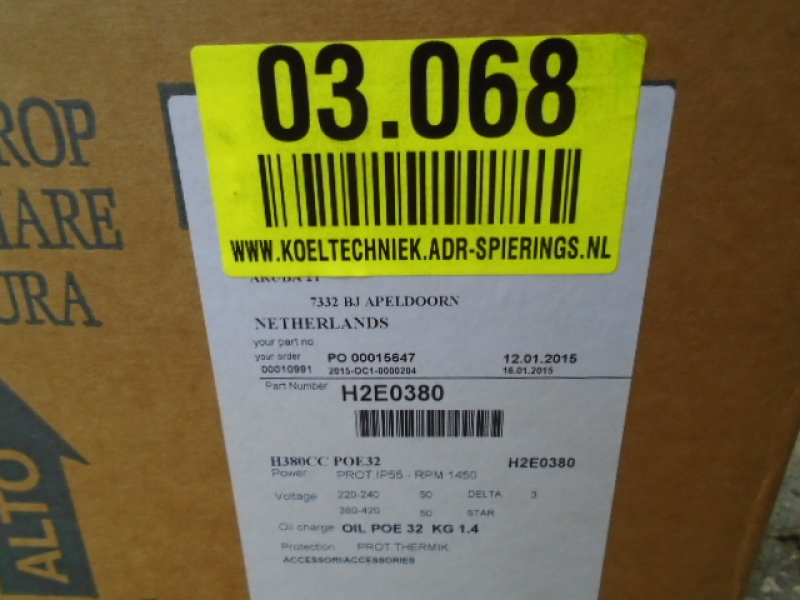 03.068
WWW.KOELTECHNIEK.ADR-SPIERINGS.NL
ROP
HARE
URA
ALTO
7332 BJ APELDOORN
NETHERLANDS
your part no.
your order PO 00015647 12.01.2015
00010991 2015-DC1-0000204 16.01.2015
Part Number H2E0380
H380CC POE32 H2E0380
Power PROT IP55 - RPM 1450
Voltage 220-240 50 DELTA 3
380-420 50 STAR
Oil charge OIL POE 32 KG 1.4
Protection PROT THERMIK
ACCESSORI/ACCESSORIES